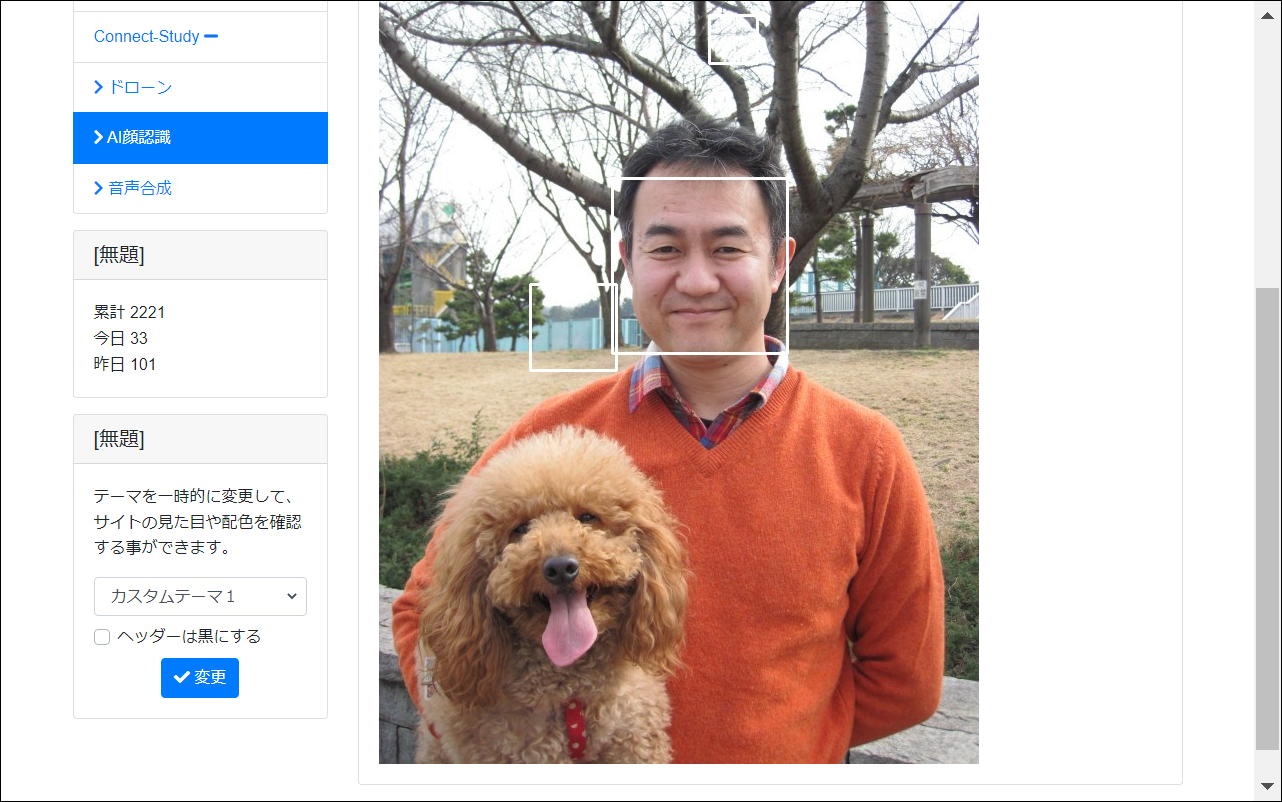 Connect-Study
ドローン
AI顔認識
音声合成
[無題]
累計 2221
今日 33
昨日 101
[無題]
テーマを一時的に変更して、
サイトの見た目や配色を確認
する事ができます。
カスタムテーマ１
ヘッダーは黒にする
変更